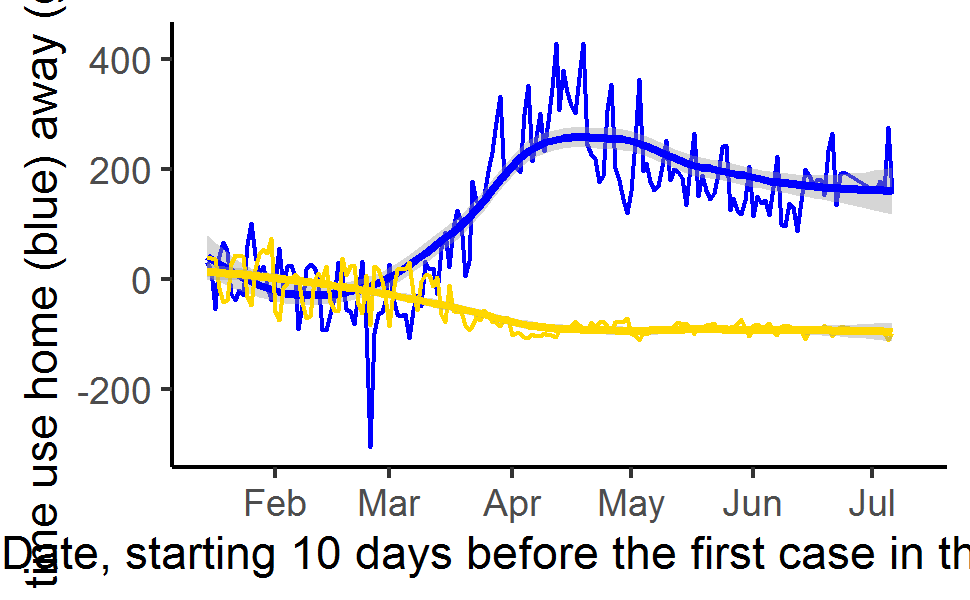 time use home (blue) away (
400
200
0
-200
Feb Mar Apr May Jun Jul
Date, starting 10 days before the first case in th